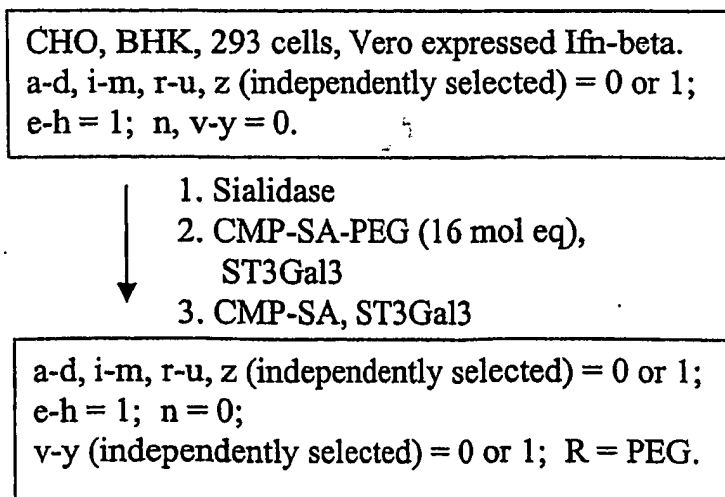 CHO, BHK, 293 cells, Vero expressed Ifn-beta.
a-d, i-m, r-u, z (independently selected) = 0 or 1;
e-h = 1; n, v-y = 0.
1. Sialidase
2. CMP-SA-PEG (16 mol eq),
ST3Gal3
3. CMP-SA, ST3Gal3
a-d, i-m, r-u, z (independently selected) = 0 or 1;
e-h = 1; n = 0;
v-y (independently selected) = 0 or 1; R = PEG.